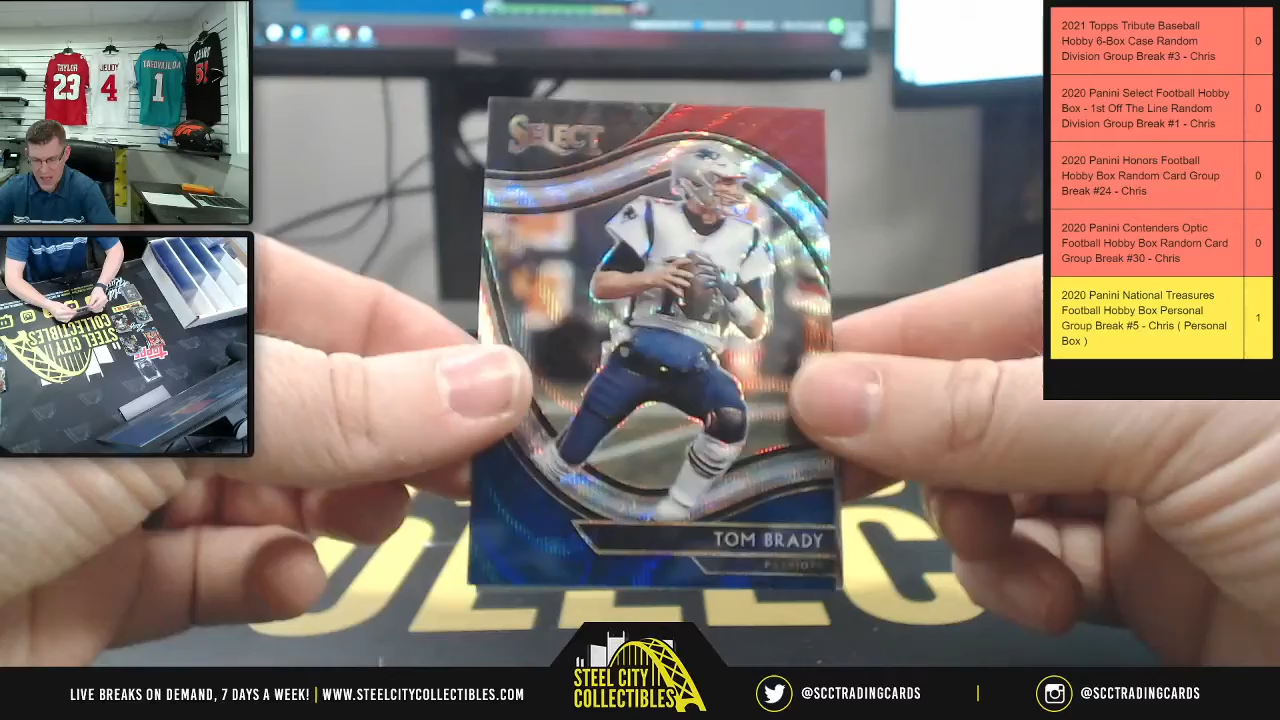 TAYLOR
23
JEUDY
4
TAGOVAILOA
1
SELECT
TOM BRADY
PATRIOTS
STEEL CITY
COLLECTIBLES
2021 Topps Tribute Baseball
Hobby 6-Box Case Random
Division Group Break #3 - Chris
0
2020 Panini Select Football Hobby
Box - 1st Off The Line Random
Division Group Break #1 - Chris
0
2020 Panini Honors Football
Hobby Box Random Card Group
Break #24 - Chris
0
2020 Panini Contenders Optic
Football Hobby Box Random Card
Group Break #30 - Chris
0
2020 Panini National Treasures
Football Hobby Box Personal
Group Break #5 - Chris ( Personal
Box )
1
LIVE BREAKS ON DEMAND, 7 DAYS A WEEK! | WWW.STEELCITYCOLLECTIBLES.COM
STEEL CITY
COLLECTIBLES
@SCCTRADINGCARDS | @SCCTRADINGCARDS